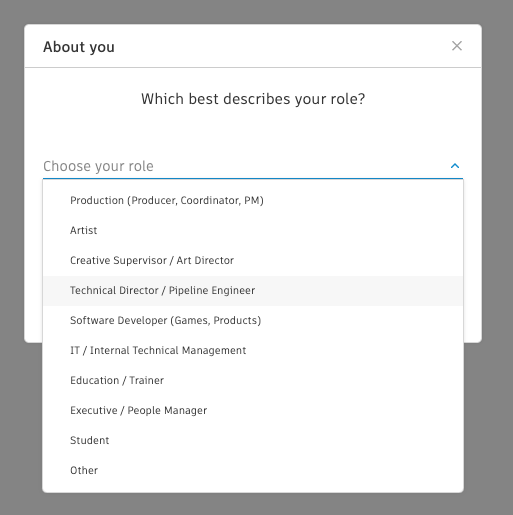 About you
Which best describes your role?
Choose your role
Production (Producer, Coordinator, PM)
Artist
Creative Supervisor / Art Director
Technical Director / Pipeline Engineer
Software Developer (Games, Products)
IT / Internal Technical Management
Education / Trainer
Executive / People Manager
Student
Other